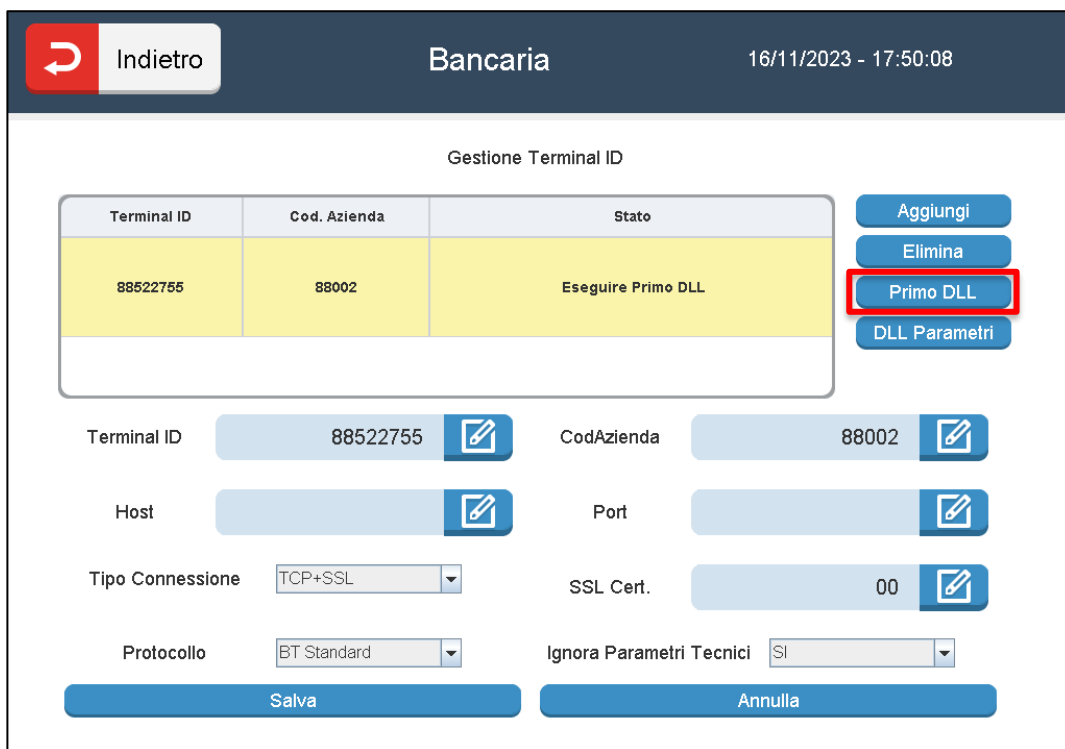 Indietro
Bancaria
16/11/2023 - 17:50:08
Gestione Terminal ID
Terminal ID Cod. Azienda Stato
88522755 88002 Eseguire Primo DLL
Aggiungi
Elimina
Primo DLL
DLL Parametri
Terminal ID 88522755 CodAzienda 88002
Host Port
Tipo Connessione TCP+SSL SSL Cert. 00
Protocollo BT Standard Ignora Parametri Tecnici SI
Salva Annulla